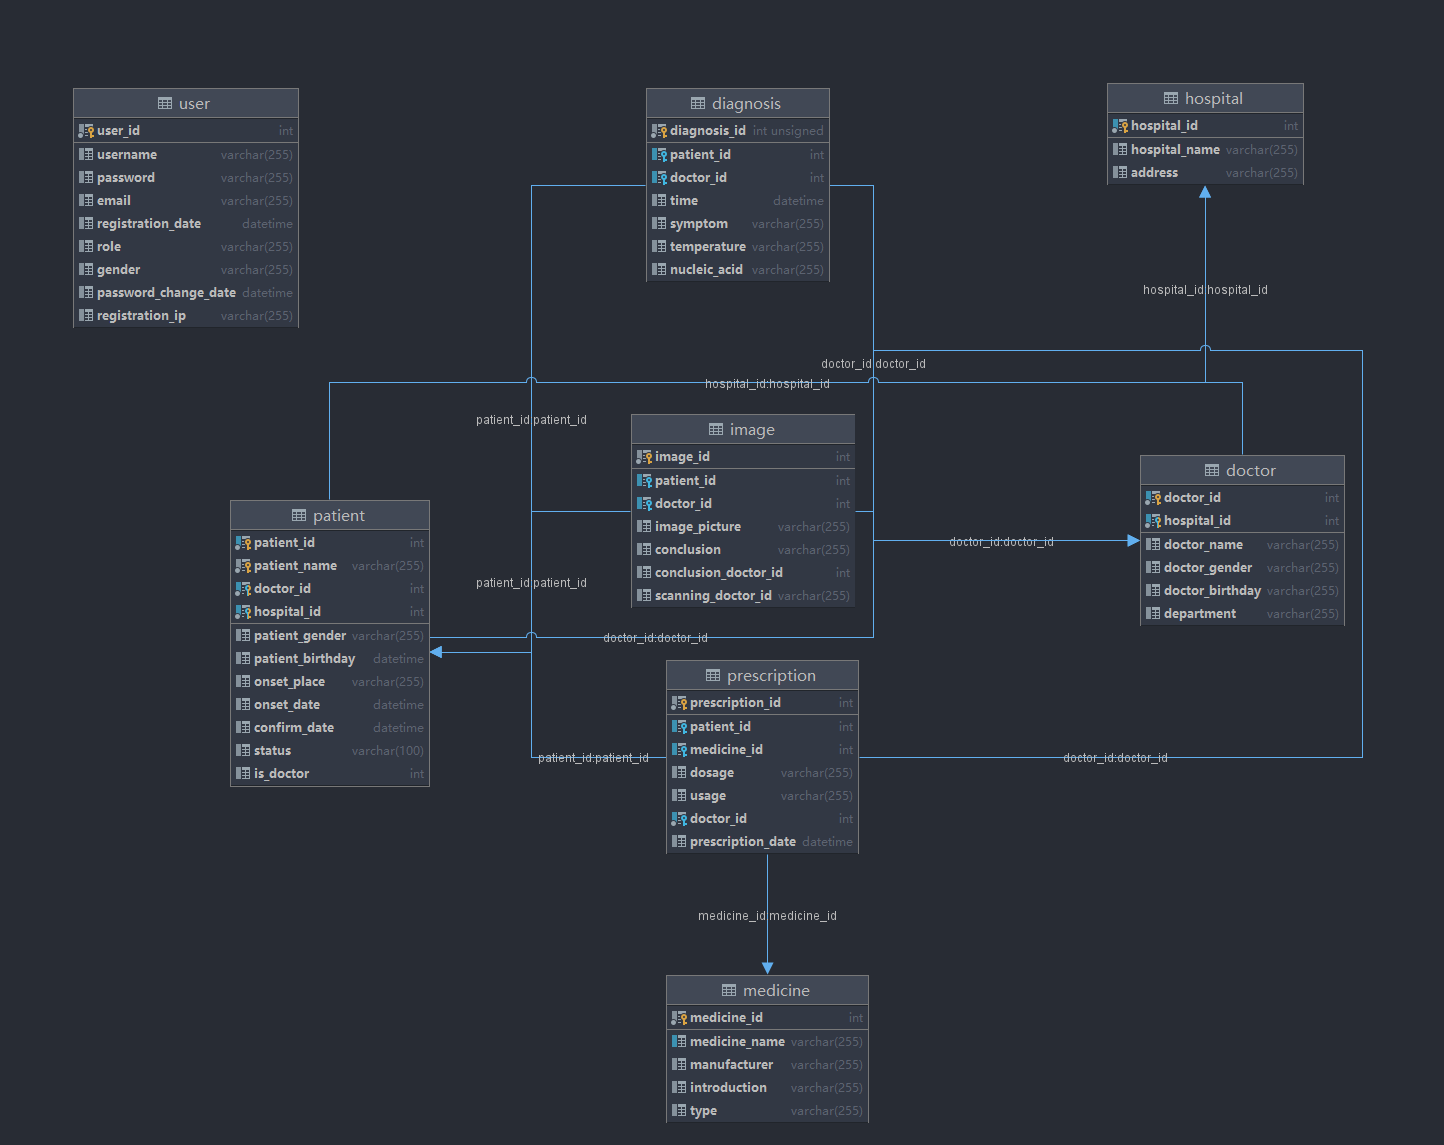 user
user_id int
username varchar(255)
password varchar(255)
email varchar(255)
registration_date datetime
role varchar(255)
gender varchar(255)
password_change_date datetime
registration_ip varchar(255)
diagnosis
diagnosis_id int unsigned
patient_id int
doctor_id int
time datetime
symptom varchar(255)
temperature varchar(255)
nucleic_acid varchar(255)
hospital
hospital_id int
hospital_name varchar(255)
address varchar(255)
hospital_id:hospital_id
doctor_id:doctor_id
hospital_id:hospital_id
patient_id:patient_id
image
image_id int
patient_id int
doctor_id int
image_picture varchar(255)
conclusion varchar(255)
conclusion_doctor_id int
scanning_doctor_id varchar(255)
doctor
doctor_id int
hospital_id int
doctor_name varchar(255)
doctor_gender varchar(255)
doctor_birthday varchar(255)
department varchar(255)
doctor_id:doctor_id
patient
patient_id int
patient_name varchar(255)
doctor_id int
hospital_id int
patient_gender varchar(255)
patient_birthday datetime
onset_place varchar(255)
onset_date datetime
confirm_date datetime
status varchar(100)
is_doctor int
patient_id:patient_id
doctor_id:doctor_id
prescription
prescription_id int
patient_id int
medicine_id int
dosage varchar(255)
usage varchar(255)
doctor_id int
prescription_date datetime
patient_id:patient_id
doctor_id:doctor_id
medicine_id:medicine_id
medicine
medicine_id int
medicine_name varchar(255)
manufacturer varchar(255)
introduction varchar(255)
type varchar(255)